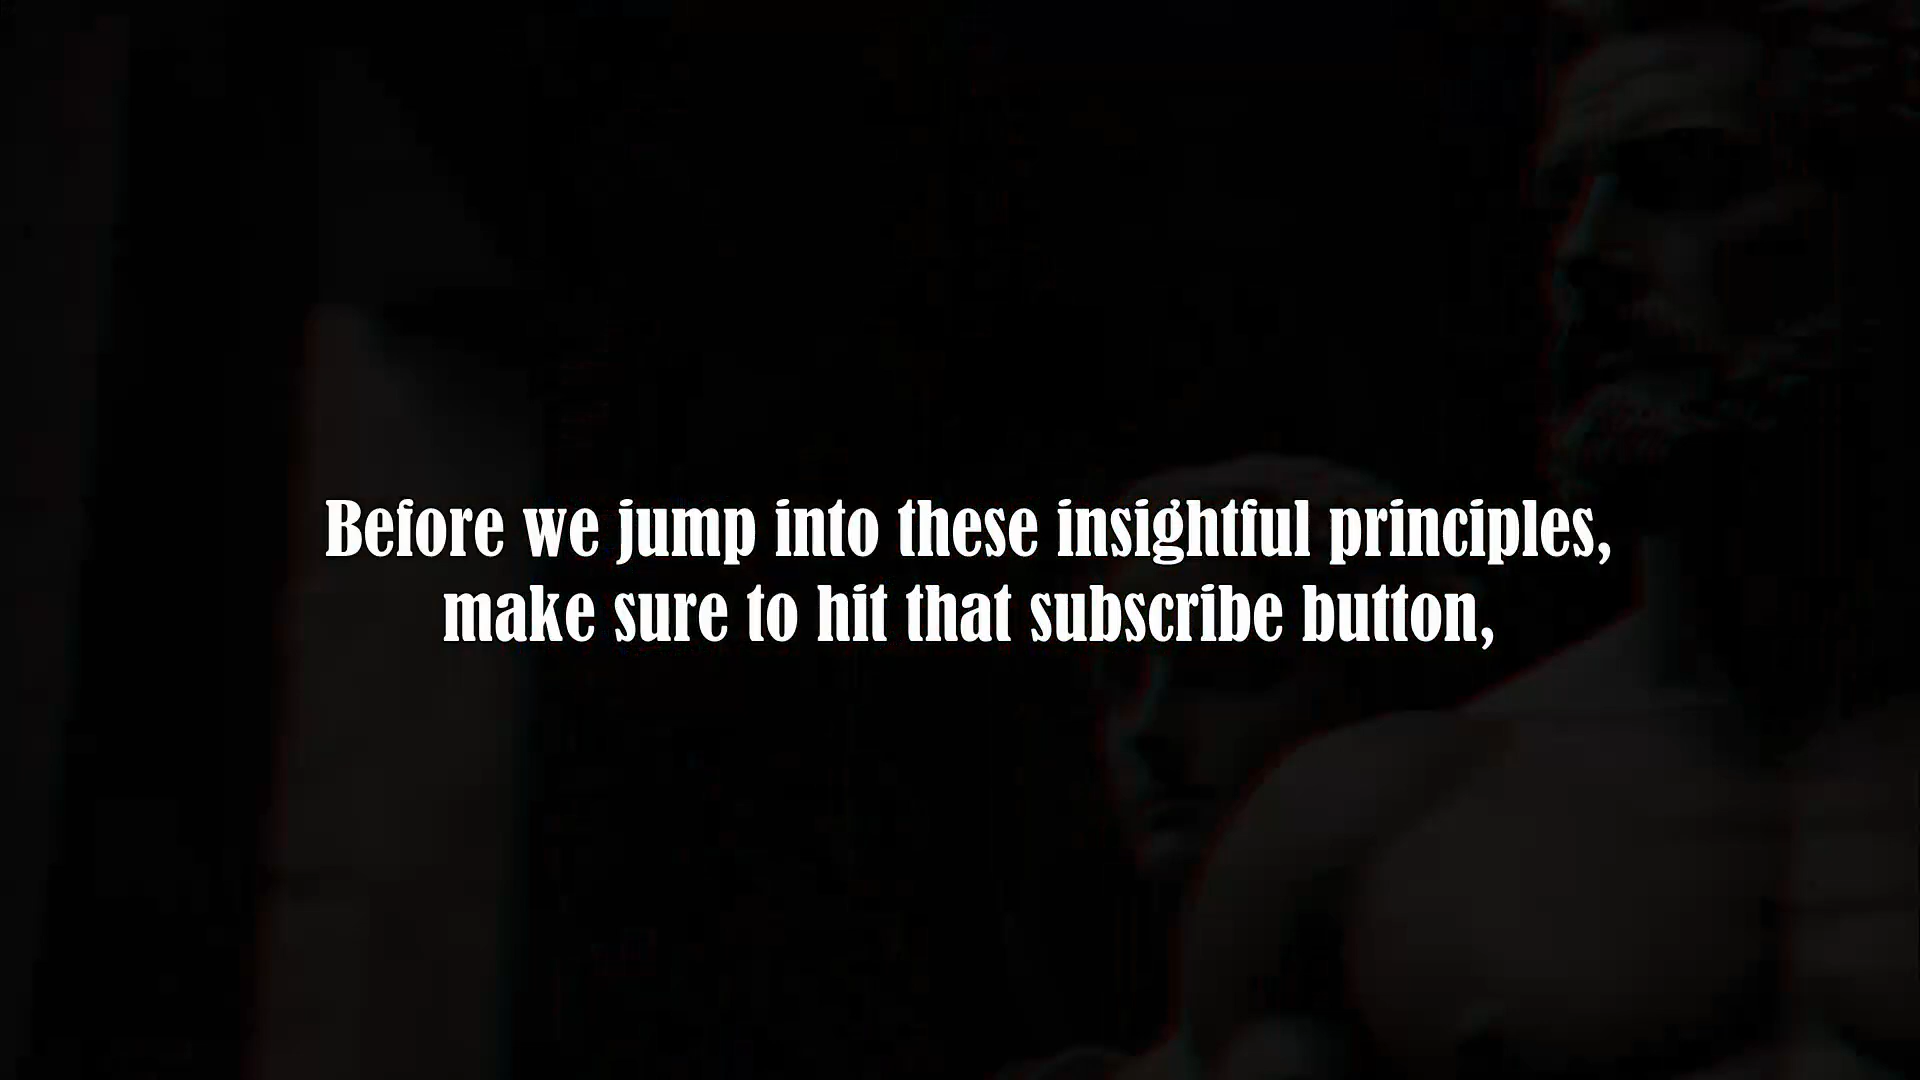 Before we jump into these insightful principles,
make sure to hit that subscribe button,